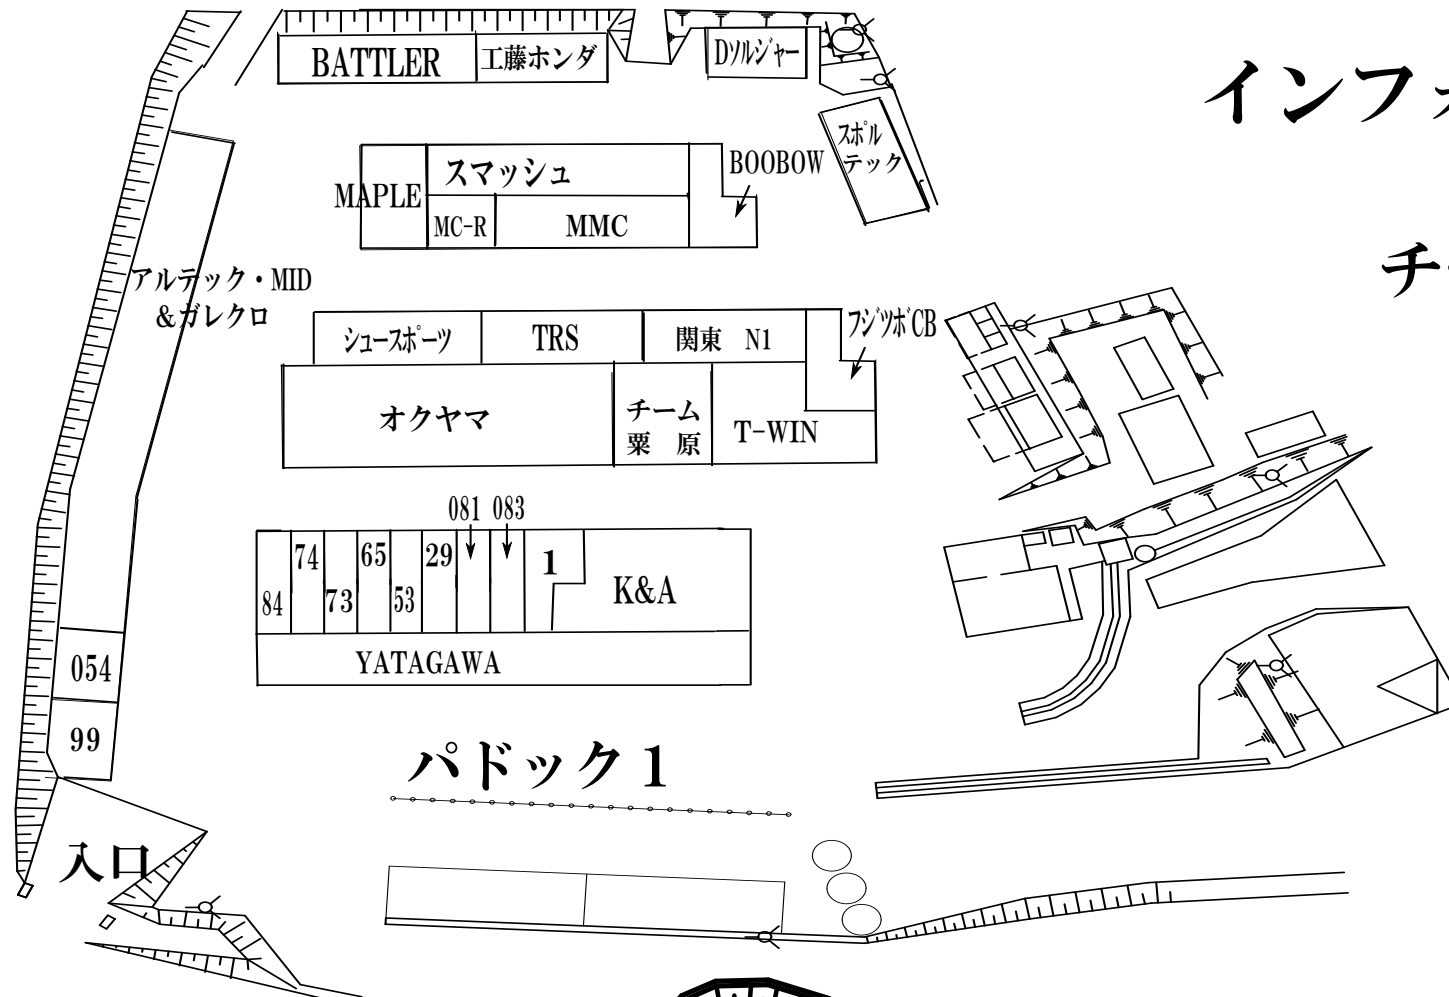 BATTLER
工藤ホンダ
Dソルジャー
インフォ
スポル
テック
BOOBOW
MAPLE
スマッシュ
MC-R
MMC
チ
アルテック・MID
&ガレクロ
シュースポーツ
TRS
関東 N1
フジツボCB
オクヤマ
チーム
粟 原
T-WIN
081 083
84
74
73
65
53
29
1
K&A
YATAGAWA
054
99
パドック1
入口